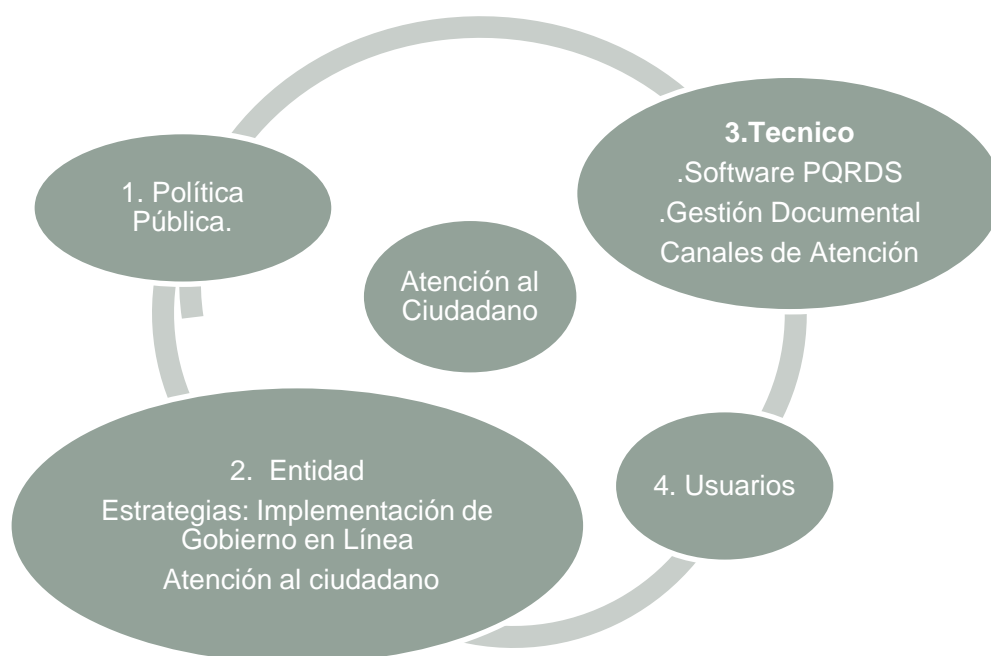 1. Política
Pública.
3.Tecnico
.Software PQRDS
.Gestión Documental
Canales de Atención
Atención al
Ciudadano
2. Entidad
Estrategias: Implementación de
Gobierno en Línea
Atención al ciudadano
4. Usuarios